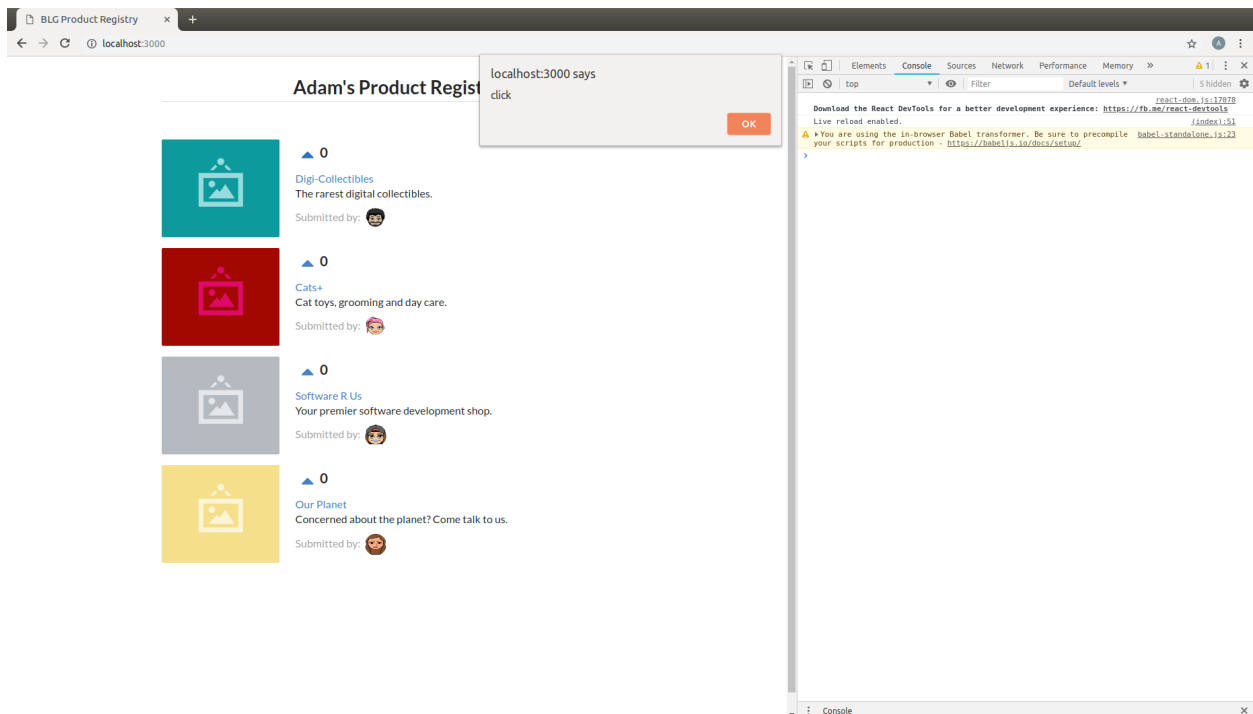 BLG Product Registry × +
localhost:3000
A
localhost:3000 says
click
OK
Adam's Product Regist
0
Digi-Collectibles
The rarest digital collectibles.
Submitted by:
0
Cats+
Cat toys, grooming and day care.
Submitted by:
0
Software R Us
Your premier software development shop.
Submitted by:
0
Our Planet
Concerned about the planet? Come talk to us.
Submitted by:
Elements Console Sources Network Performance Memory » 1
top Filter Default levels ▼ 5 hidden
react-dom.js:17078
Download the React DevTools for a better development experience: https://fb.me/react-devtools
Live reload enabled. (index):51
You are using the in-browser Babel transformer. Be sure to precompile babel-standalone.js:23
your scripts for production - https://babeljs.io/docs/setup/
Console